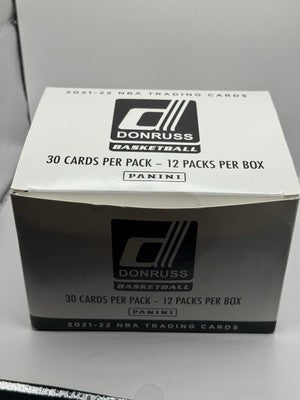 2021-22 NBA TRADING CARDS
DONRUSS
BASKETBALL
30 CARDS PER PACK – 12 PACKS PER BOX
PANINI
DONRUSS
BASKETBALL
30 CARDS PER PACK – 12 PACKS PER BOX
PANINI
2021-22 NBA TRADING CARDS